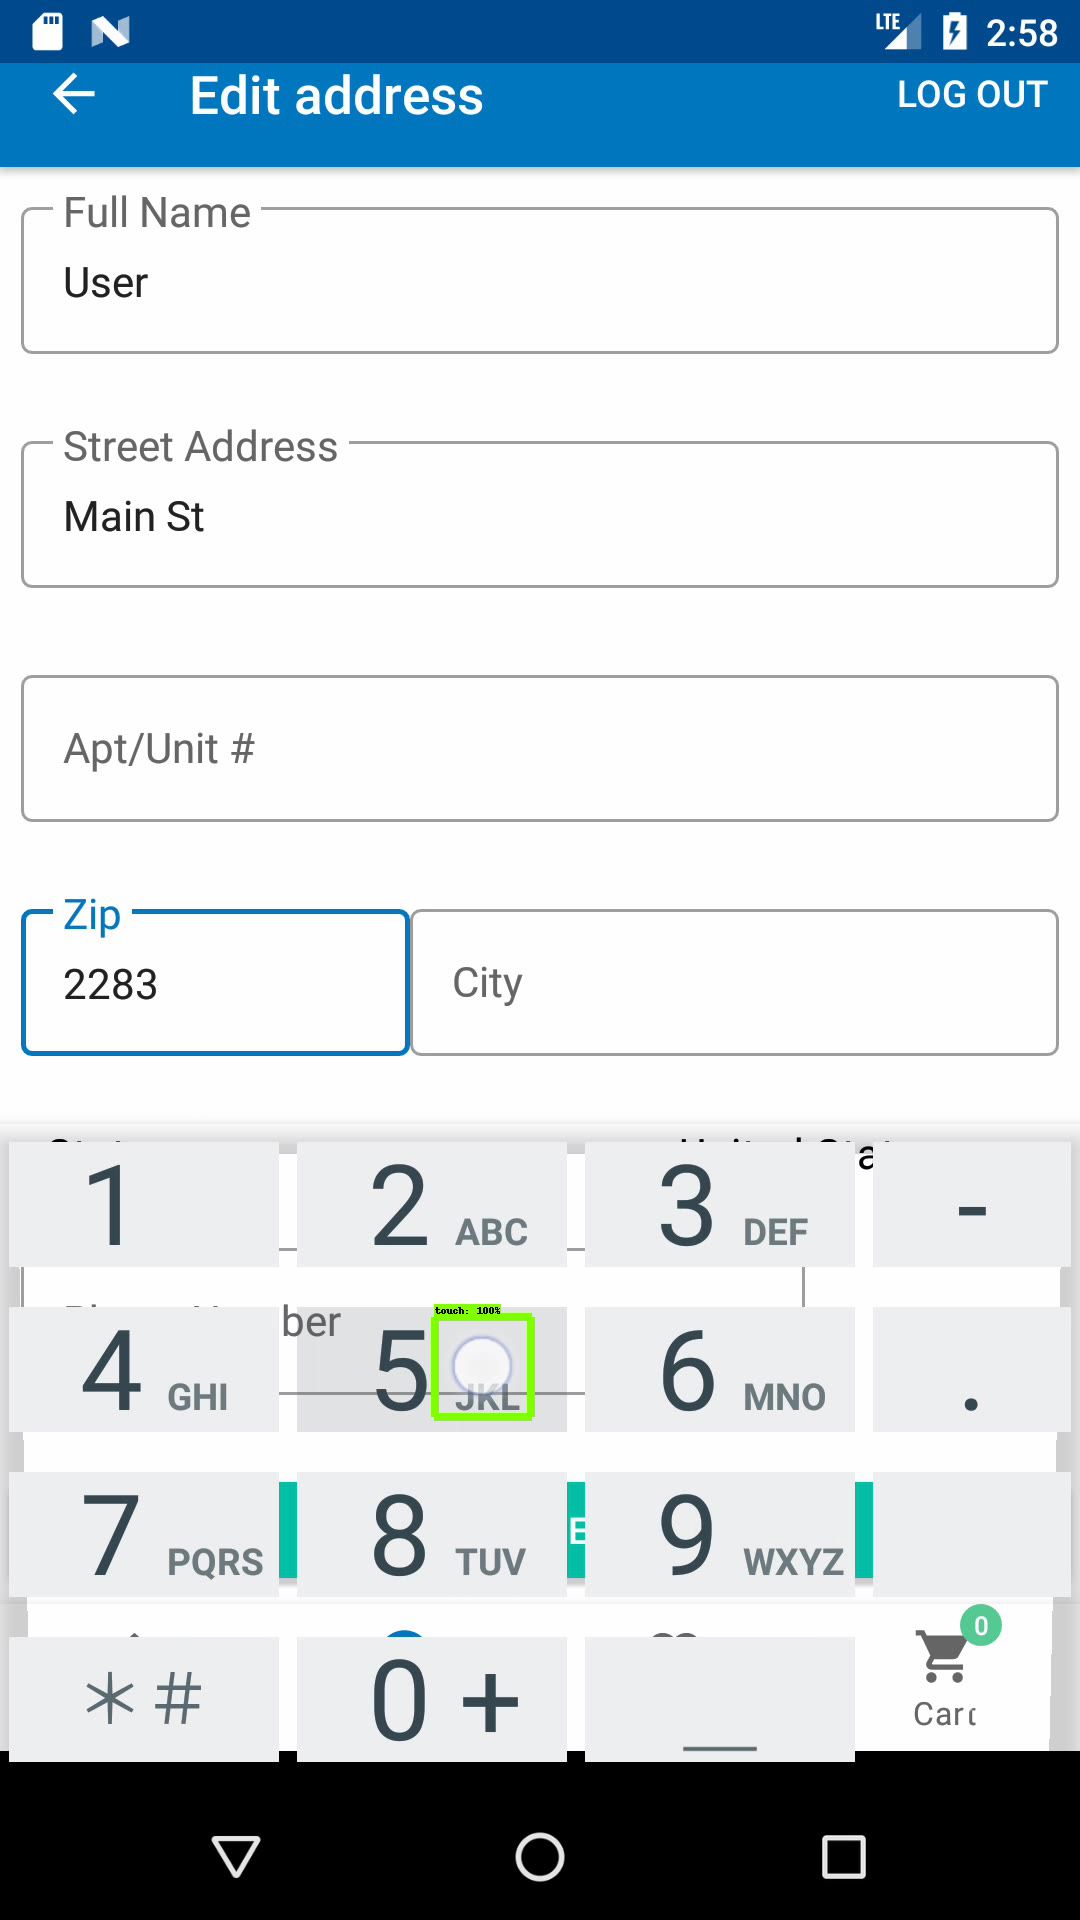 LTE 2:58
Edit address LOG OUT
Full Name
User
Street Address
Main St
Apt/Unit #
Zip
2283
City
1 2 ABC 3 DEF -
ber
touch: 100%
4 GHI 5 JKL 6 MNO .
7 PQRS 8 TUV 9 WXYZ
E
0
* # 0 + _